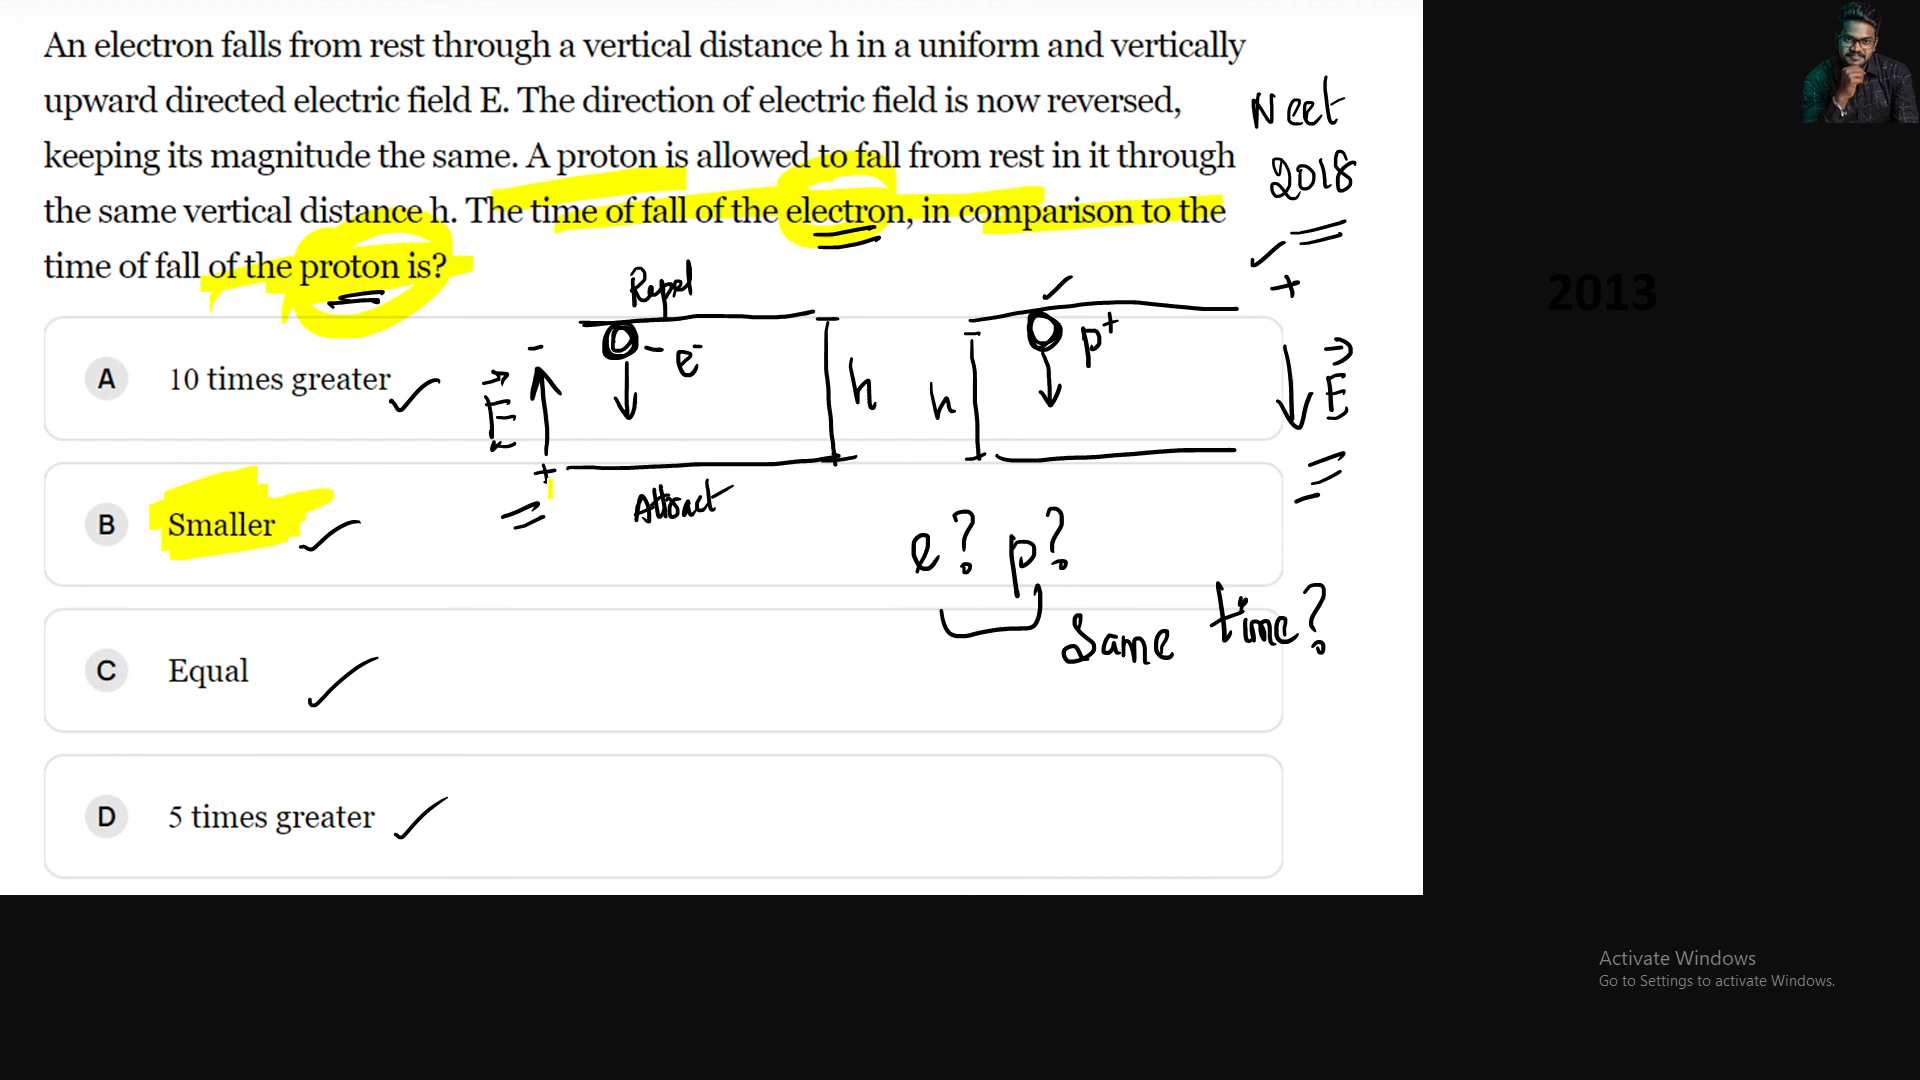 An electron falls from rest through a vertical distance h in a uniform and vertically
upward directed electric field E. The direction of electric field is now reversed,
keeping its magnitude the same. A proton is allowed to fall from rest in it through
the same vertical distance h. The time of fall of the electron, in comparison to the
time of fall of the proton is?
Neet
2018
2013
Repel
+
A 10 times greater
E
-
- e⁻
h
h
p⁺
E
+
Attract
B Smaller
e? p?
Same time?
C Equal
D 5 times greater
Activate Windows
Go to Settings to activate Windows.